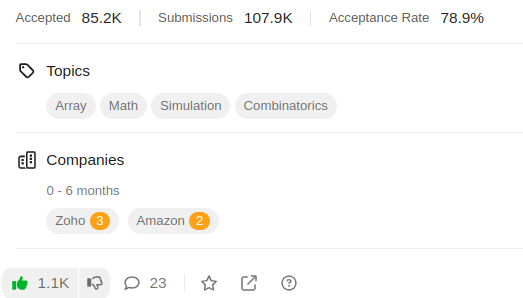 Accepted 85.2K Submissions 107.9K Acceptance Rate 78.9%
Topics
Array Math Simulation Combinatorics
Companies
0 - 6 months
Zoho 3 Amazon 2
1.1K 23